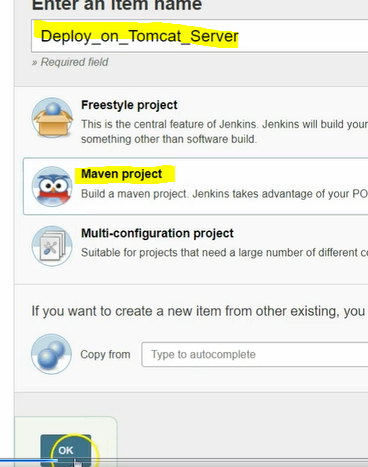 Enter an item name
Deploy_on_Tomcat_Server
» Required field
Freestyle project
This is the central feature of Jenkins. Jenkins will build your
something other than software build.
Maven project
Build a maven project. Jenkins takes advantage of your PO
Multi-configuration project
Suitable for projects that need a large number of different co
If you want to create a new item from other existing, you
Copy from
Type to autocomplete
OK